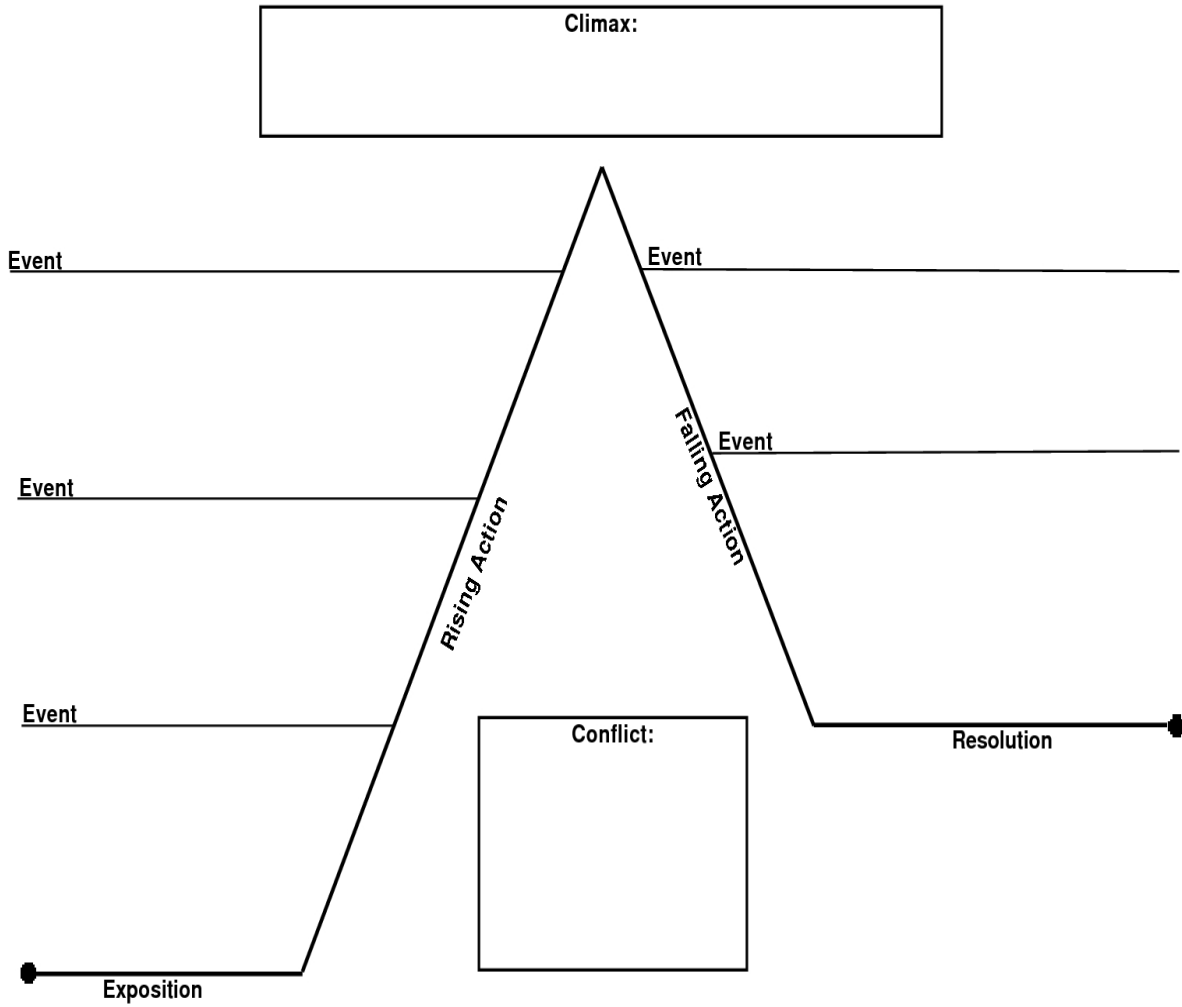 Climax:
Event
Event
Event
Event
Falling Action
Rising Action
Event
Conflict:
Resolution
Exposition